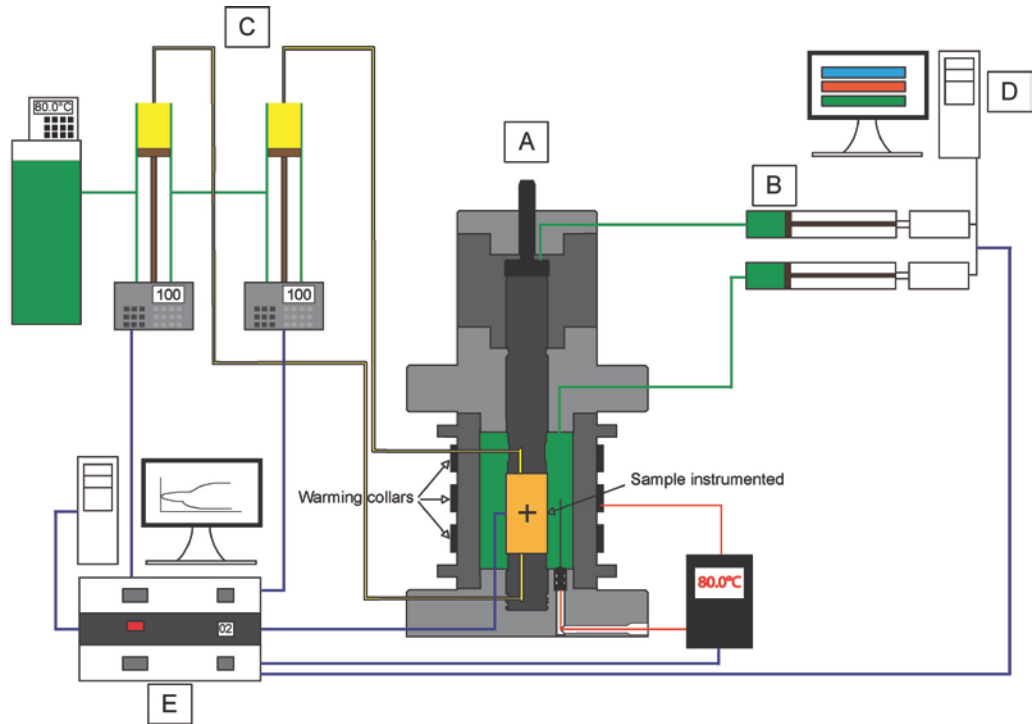 C
80.0°C
D
A
B
100
100
Warming collars
Sample instrumented
80.0°C
02
E